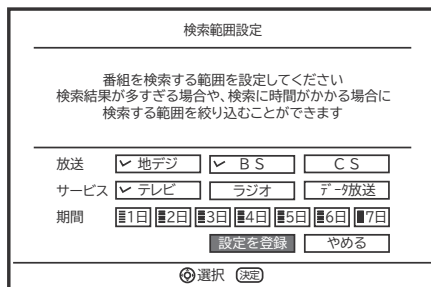 検索範囲設定
番組を検索する範囲を設定してください
検索結果が多すぎる場合や、検索に時間がかかる場合に
検索する範囲を絞り込むことができます
放送 地デジ ＢＳ ＣＳ
サービス テレビ ラジオ データ放送
期間 1日 2日 3日 4日 5日 6日 7日
設定を登録 やめる
選択 決定